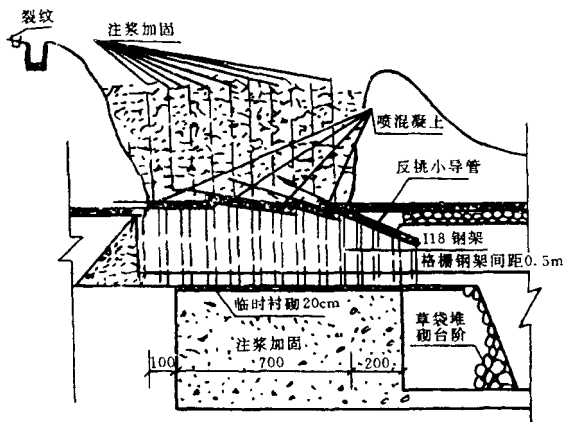 裂纹
注浆加固
喷混凝上
反挑小导管
I18 钢架
格栅钢架间距0.5m
临时衬砌20cm
注浆加固
草袋堆
砌台阶
100
700
200